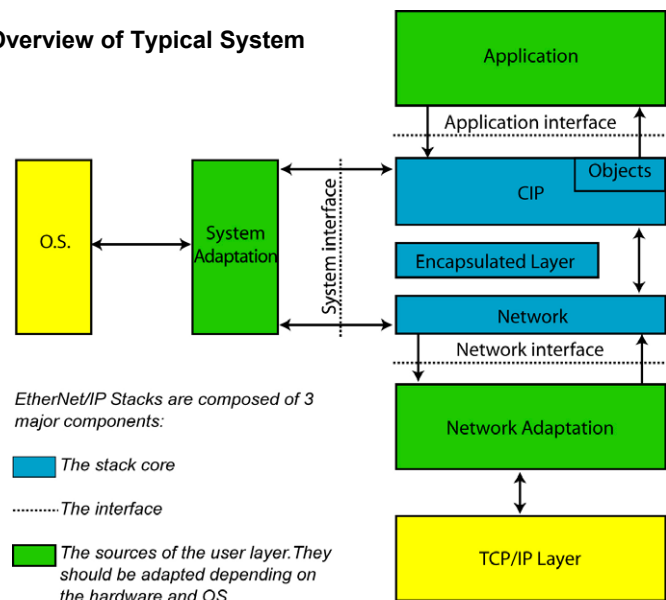 Overview of Typical System
Application
Application interface
Objects
CIP
O.S.
System
Adaptation
System interface
Encapsulated Layer
Network
Network interface
EtherNet/IP Stacks are composed of 3
major components:
The stack core
The interface
The sources of the user layer.They
should be adapted depending on
the hardware and OS
Network Adaptation
TCP/IP Layer